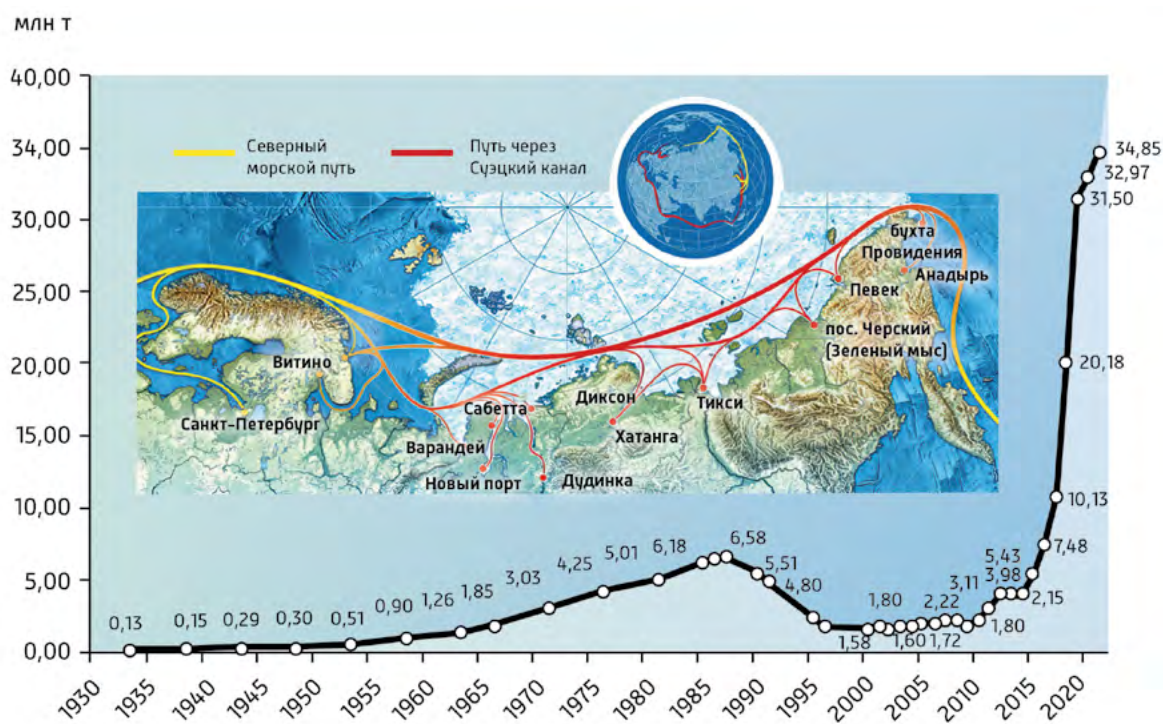 млн т
40,00
34,00
30,00
25,00
20,00
15,00
10,00
5,00
0,00
Северный
морской путь
Путь через
Суэцкий канал
бухта
Провидения
Анадырь
Певек
пос. Черский
(Зеленый мыс)
Витино
Санкт-Петербург
Сабетта
Диксон
Тикси
Хатанга
Варандей
Новый порт
Дудинка
0,13
0,15
0,29
0,30
0,51
0,90
1,26
1,85
3,03
4,25
5,01
6,18
6,58
5,51
4,80
1,58
1,80
1,60
2,22
1,72
3,11
1,80
5,43
3,98
2,15
7,48
10,13
20,18
31,50
32,97
34,85
1930
1935
1940
1945
1950
1955
1960
1965
1970
1975
1980
1985
1990
1995
2000
2005
2010
2015
2020